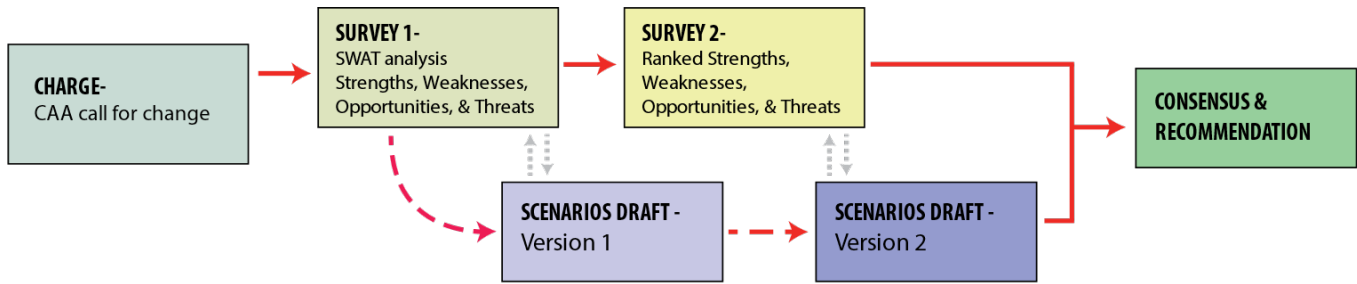 CHARGE-
CAA call for change
SURVEY 1-
SWAT analysis
Strengths, Weaknesses,
Opportunities, & Threats
SURVEY 2-
Ranked Strengths,
Weaknesses,
Opportunities, & Threats
SCENARIOS DRAFT -
Version 1
SCENARIOS DRAFT -
Version 2
CONSENSUS &
RECOMMENDATION